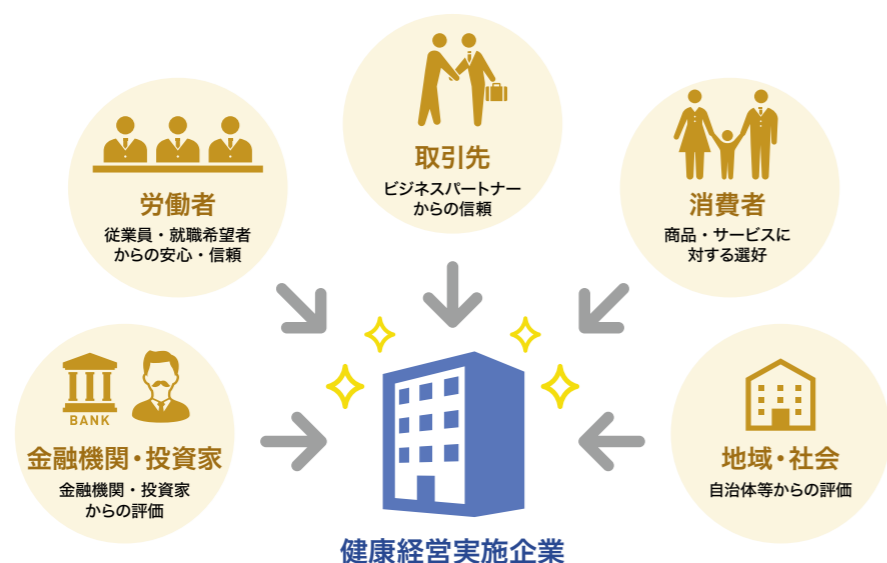 取引先
ビジネスパートナー
からの信頼
労働者
従業員・就職希望者
からの安心・信頼
消費者
商品・サービスに
対する選好
BANK
金融機関・投資家
金融機関・投資家
からの評価
地域・社会
自治体等からの評価
健康経営実施企業